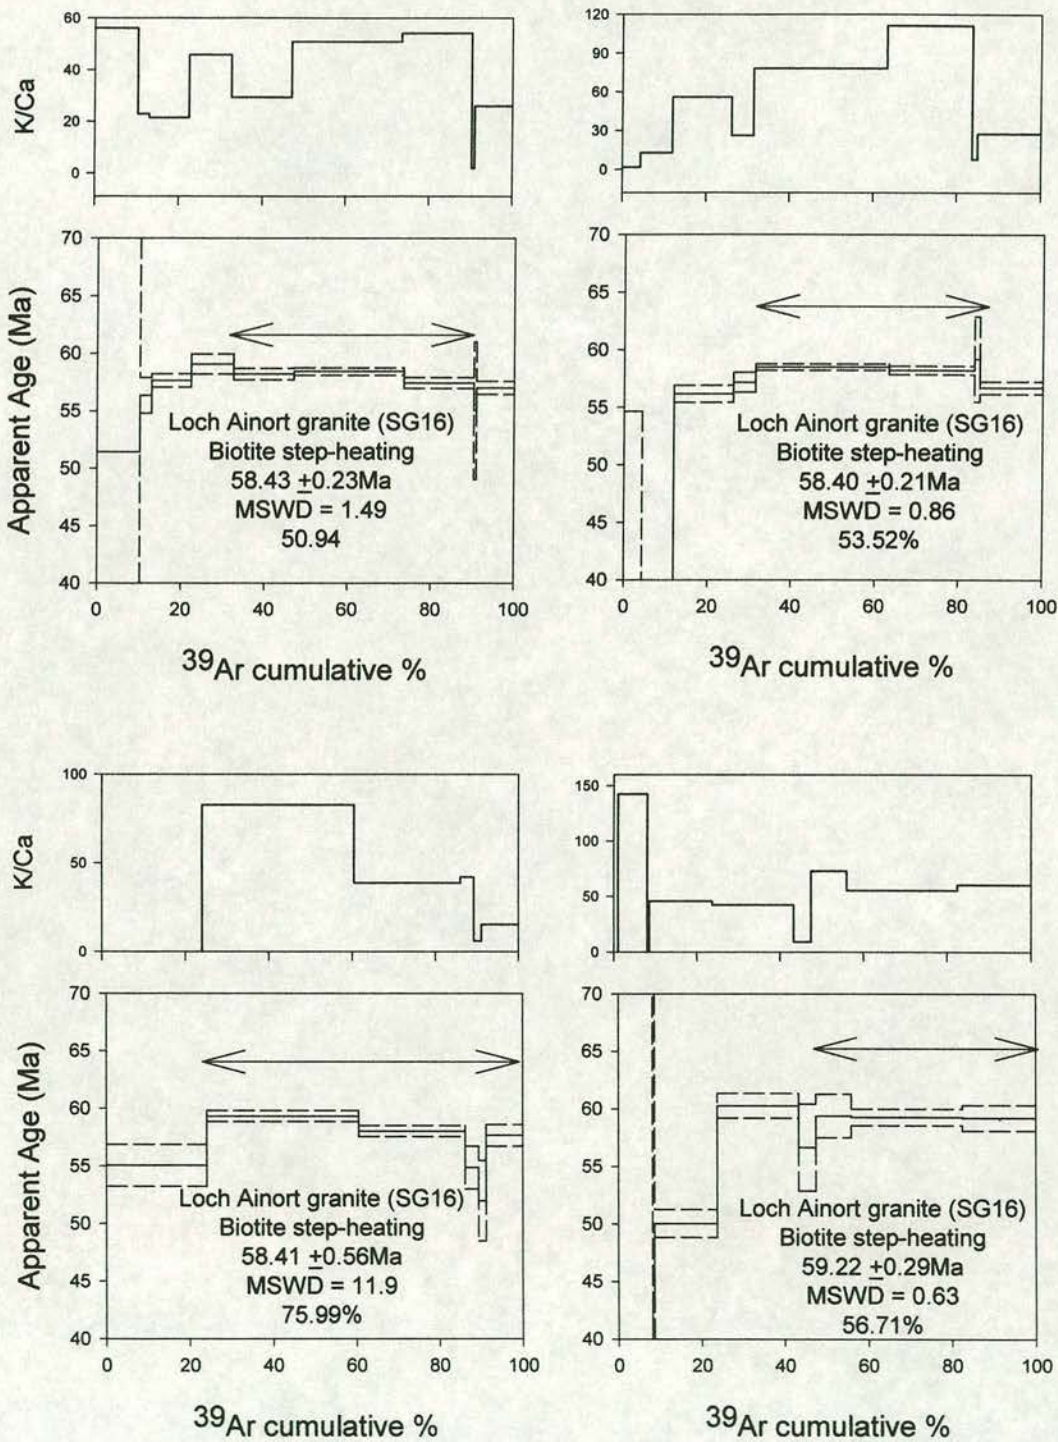 60
40
20
0
K/Ca
120
90
60
30
0
70
65
60
55
50
45
40
Apparent Age (Ma)
Loch Ainort granite (SG16)
Biotite step-heating
58.43 ±0.23Ma
MSWD = 1.49
50.94
0 20 40 60 80 100
39Ar cumulative %
70
65
60
55
50
45
40
Loch Ainort granite (SG16)
Biotite step-heating
58.40 ±0.21Ma
MSWD = 0.86
53.52%
0 20 40 60 80 100
39Ar cumulative %
100
50
0
K/Ca
150
100
50
0
70
65
60
55
50
45
40
Apparent Age (Ma)
Loch Ainort granite (SG16)
Biotite step-heating
58.41 ±0.56Ma
MSWD = 11.9
75.99%
0 20 40 60 80 100
39Ar cumulative %
70
65
60
55
50
45
40
Loch Ainort granite (SG16)
Biotite step-heating
59.22 ±0.29Ma
MSWD = 0.63
56.71%
0 20 40 60 80 100
39Ar cumulative %